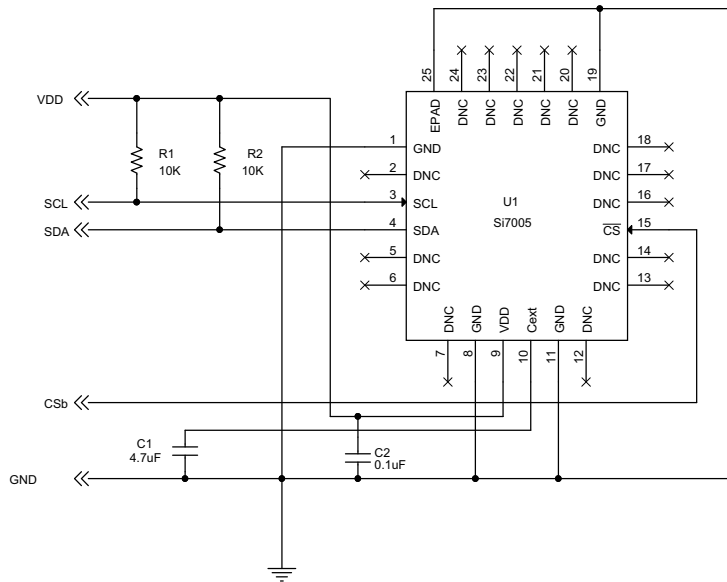 25
24
23
22
21
20
19
EPAD
DNC
DNC
DNC
DNC
DNC
GND
VDD
R1
10K
R2
10K
SCL
SDA
1
GND
2
DNC
3
SCL
4
SDA
5
DNC
6
DNC
U1
Si7005
DNC
18
DNC
17
DNC
16
CS
15
DNC
14
DNC
13
DNC
GND
VDD
Cext
GND
DNC
7
8
9
10
11
12
CSb
C1
4.7uF
C2
0.1uF
GND